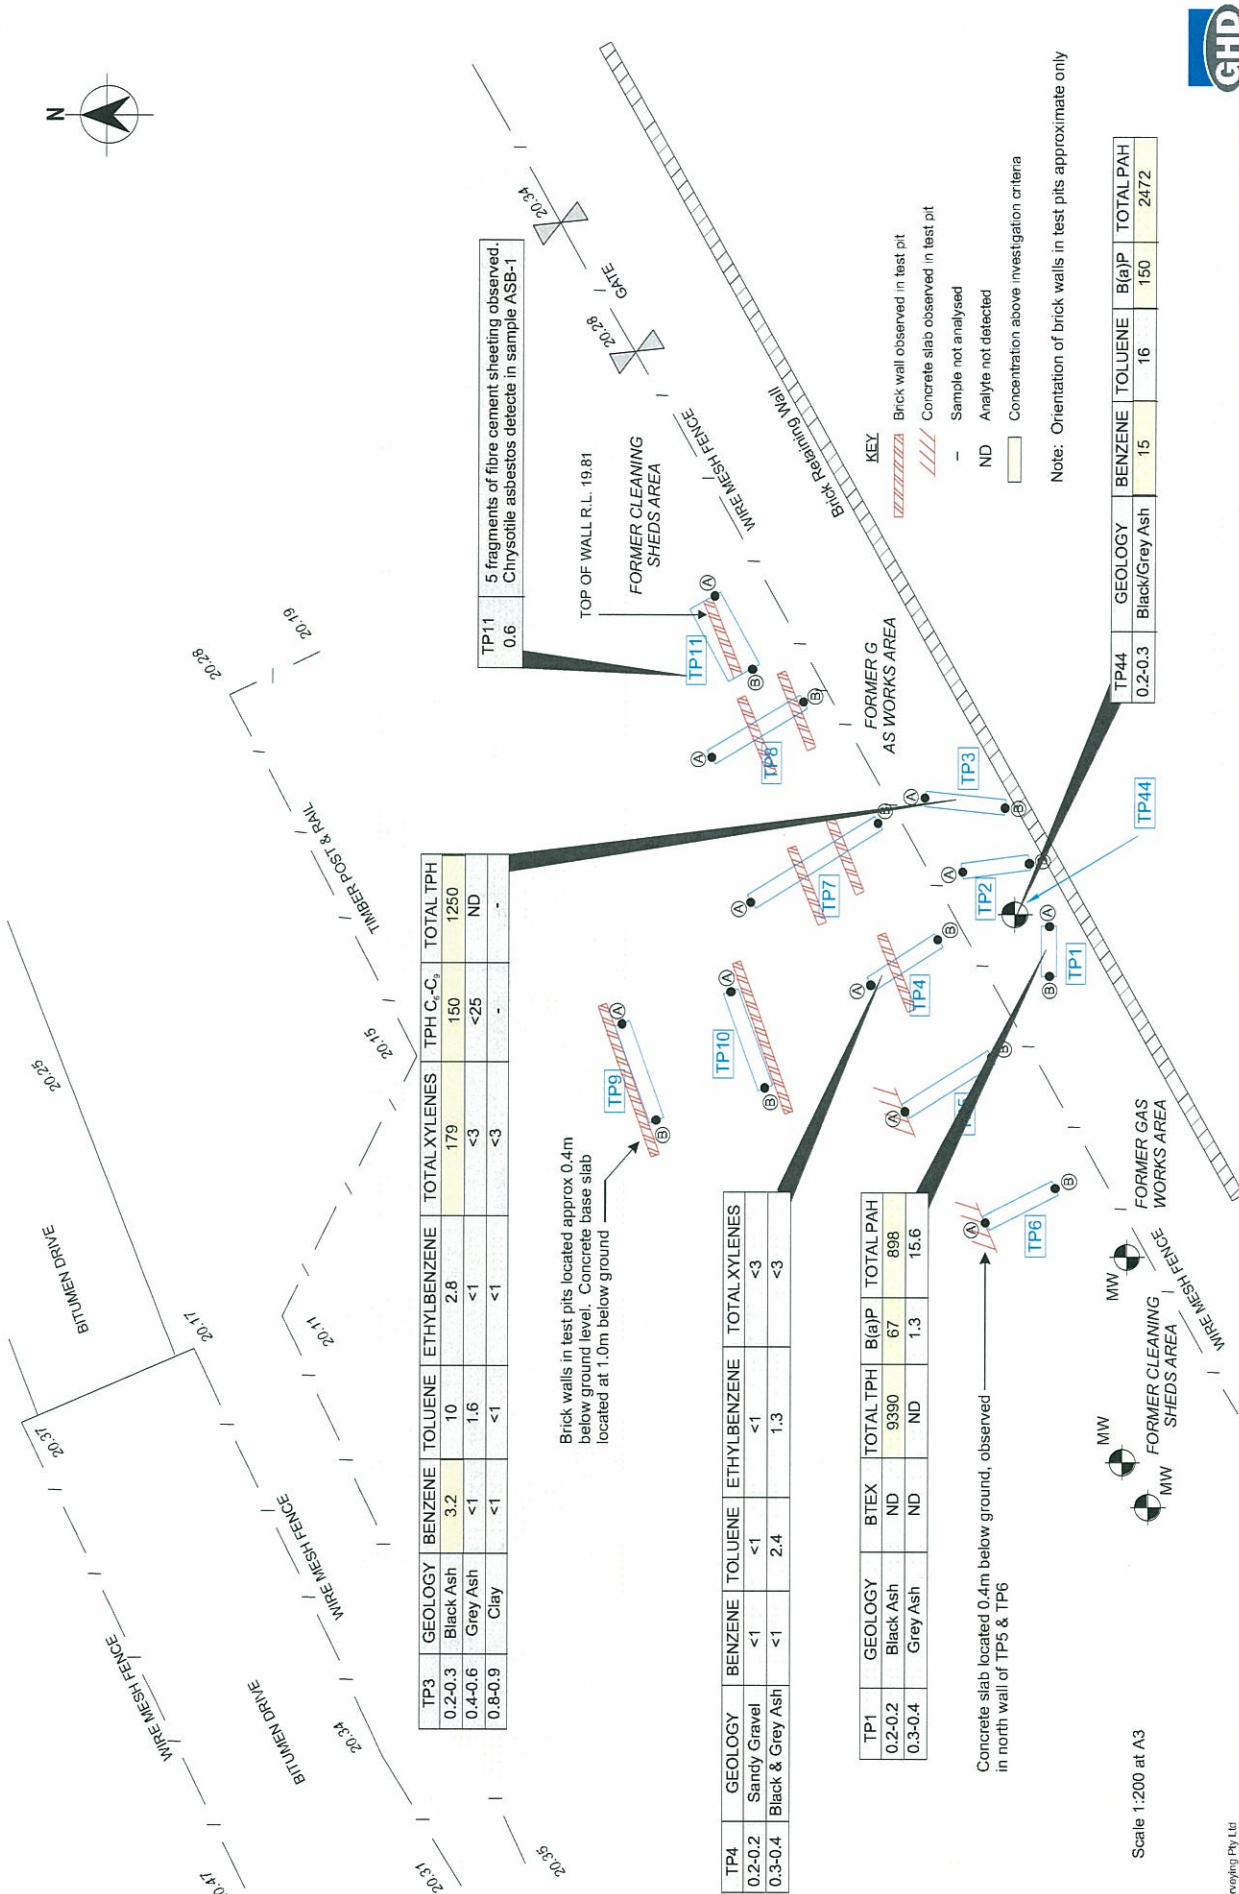 N
GHD
20.28
20.19
20.25
20.37
20.17
20.15
20.11
20.34
20.31
20.35
BITUMEN DRIVE
TIMBER POST & RAIL
WIRE MESH FENCE
WIRE MESH FENCE
BITUMEN DRIVE
TP11 5 fragments of fibre cement sheeting observed.
0.6 Chrysotile asbestos detecte in sample ASB-1
20.34
20.28
GATE
TP3 GEOLOGY BENZENE TOLUENE ETHYLBENZENE TOTAL XYLENES TPH C6-C9 TOTAL TPH
0.2-0.3 Black Ash 3.2 10 2.8 179 150 1250
0.4-0.6 Grey Ash <1 1.6 <1 <3 <25 ND
0.8-0.9 Clay <1 <1 <1 <3 - -
TOP OF WALL R.L. 19.81
FORMER CLEANING
SHEDS AREA
WIRE MESH FENCE
Brick Retaining Wall
Brick walls in test pits located approx 0.4m
below ground level. Concrete base slab
located at 1.0m below ground
TP9
A
B
TP10
A
B
TP11
A
B
TP8
A
B
TP7
A
B
TP4
A
B
TP3
A
B
TP2
A
B
TP1
A
B
A
B
TP6
A
B
TP44
FORMER G
AS WORKS AREA
TP4 GEOLOGY BENZENE TOLUENE ETHYLBENZENE TOTAL XYLENES
0.2-0.2 Sandy Gravel <1 <1 <1 <3
0.3-0.4 Black & Grey Ash <1 2.4 1.3 <3
TP1 GEOLOGY BTEX TOTAL TPH B(a)P TOTAL PAH
0.2-0.2 Black Ash ND 9390 67 898
0.3-0.4 Grey Ash ND ND 1.3 15.6
Concrete slab located 0.4m below ground, observed
in north wall of TP5 & TP6
KEY
Brick wall observed in test pit
Concrete slab observed in test pit
– Sample not analysed
ND Analyte not detected
Concentration above investigation criteria
Note: Orientation of brick walls in test pits approximate only
TP44 GEOLOGY BENZENE TOLUENE B(a)P TOTAL PAH
0.2-0.3 Black/Grey Ash 15 16 150 2472
MW
MW
MW
FORMER CLEANING
SHEDS AREA
FORMER GAS
WORKS AREA
WIRE MESH FENCE
Scale 1:200 at A3
Pty Ltd